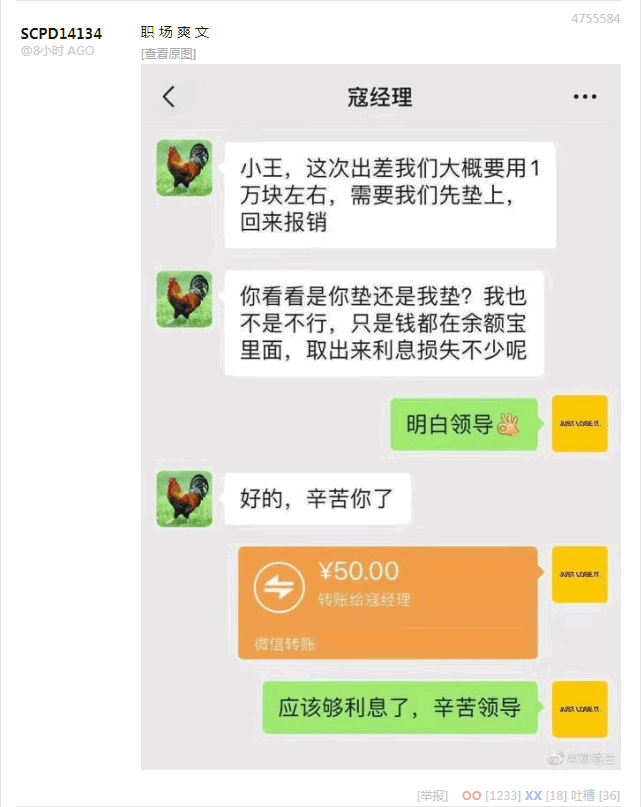 4755584
SCPD14134
职 场 爽 文
@8小时 AGO
[查看原图]
寇经理
小王，这次出差我们大概要用1
万块左右，需要我们先垫上，
回来报销
你看看是你垫还是我垫？我也
不是不行，只是钱都在余额宝
里面，取出来利息损失不少呢
明白领导👌
JUST LOSE IT.
好的，辛苦你了
¥50.00
转账给寇经理
微信转账
JUST LOSE IT.
应该够利息了，辛苦领导
JUST LOSE IT.
[举报] OO [1233] XX [18] 吐槽 [36]